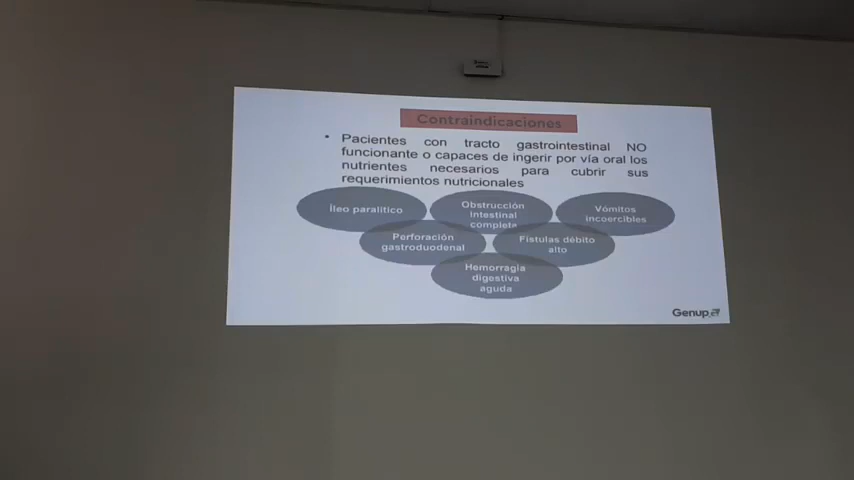 Contraindicaciones
• Pacientes con tracto gastrointestinal NO
funcionante o capaces de ingerir por vía oral los
nutrientes necesarios para cubrir sus
requerimientos nutricionales
Íleo paralítico
Obstrucción
intestinal
completa
Vómitos
incoercibles
Perforación
gastroduodenal
Fístulas débito
alto
Hemorragia
digestiva
aguda
Genup